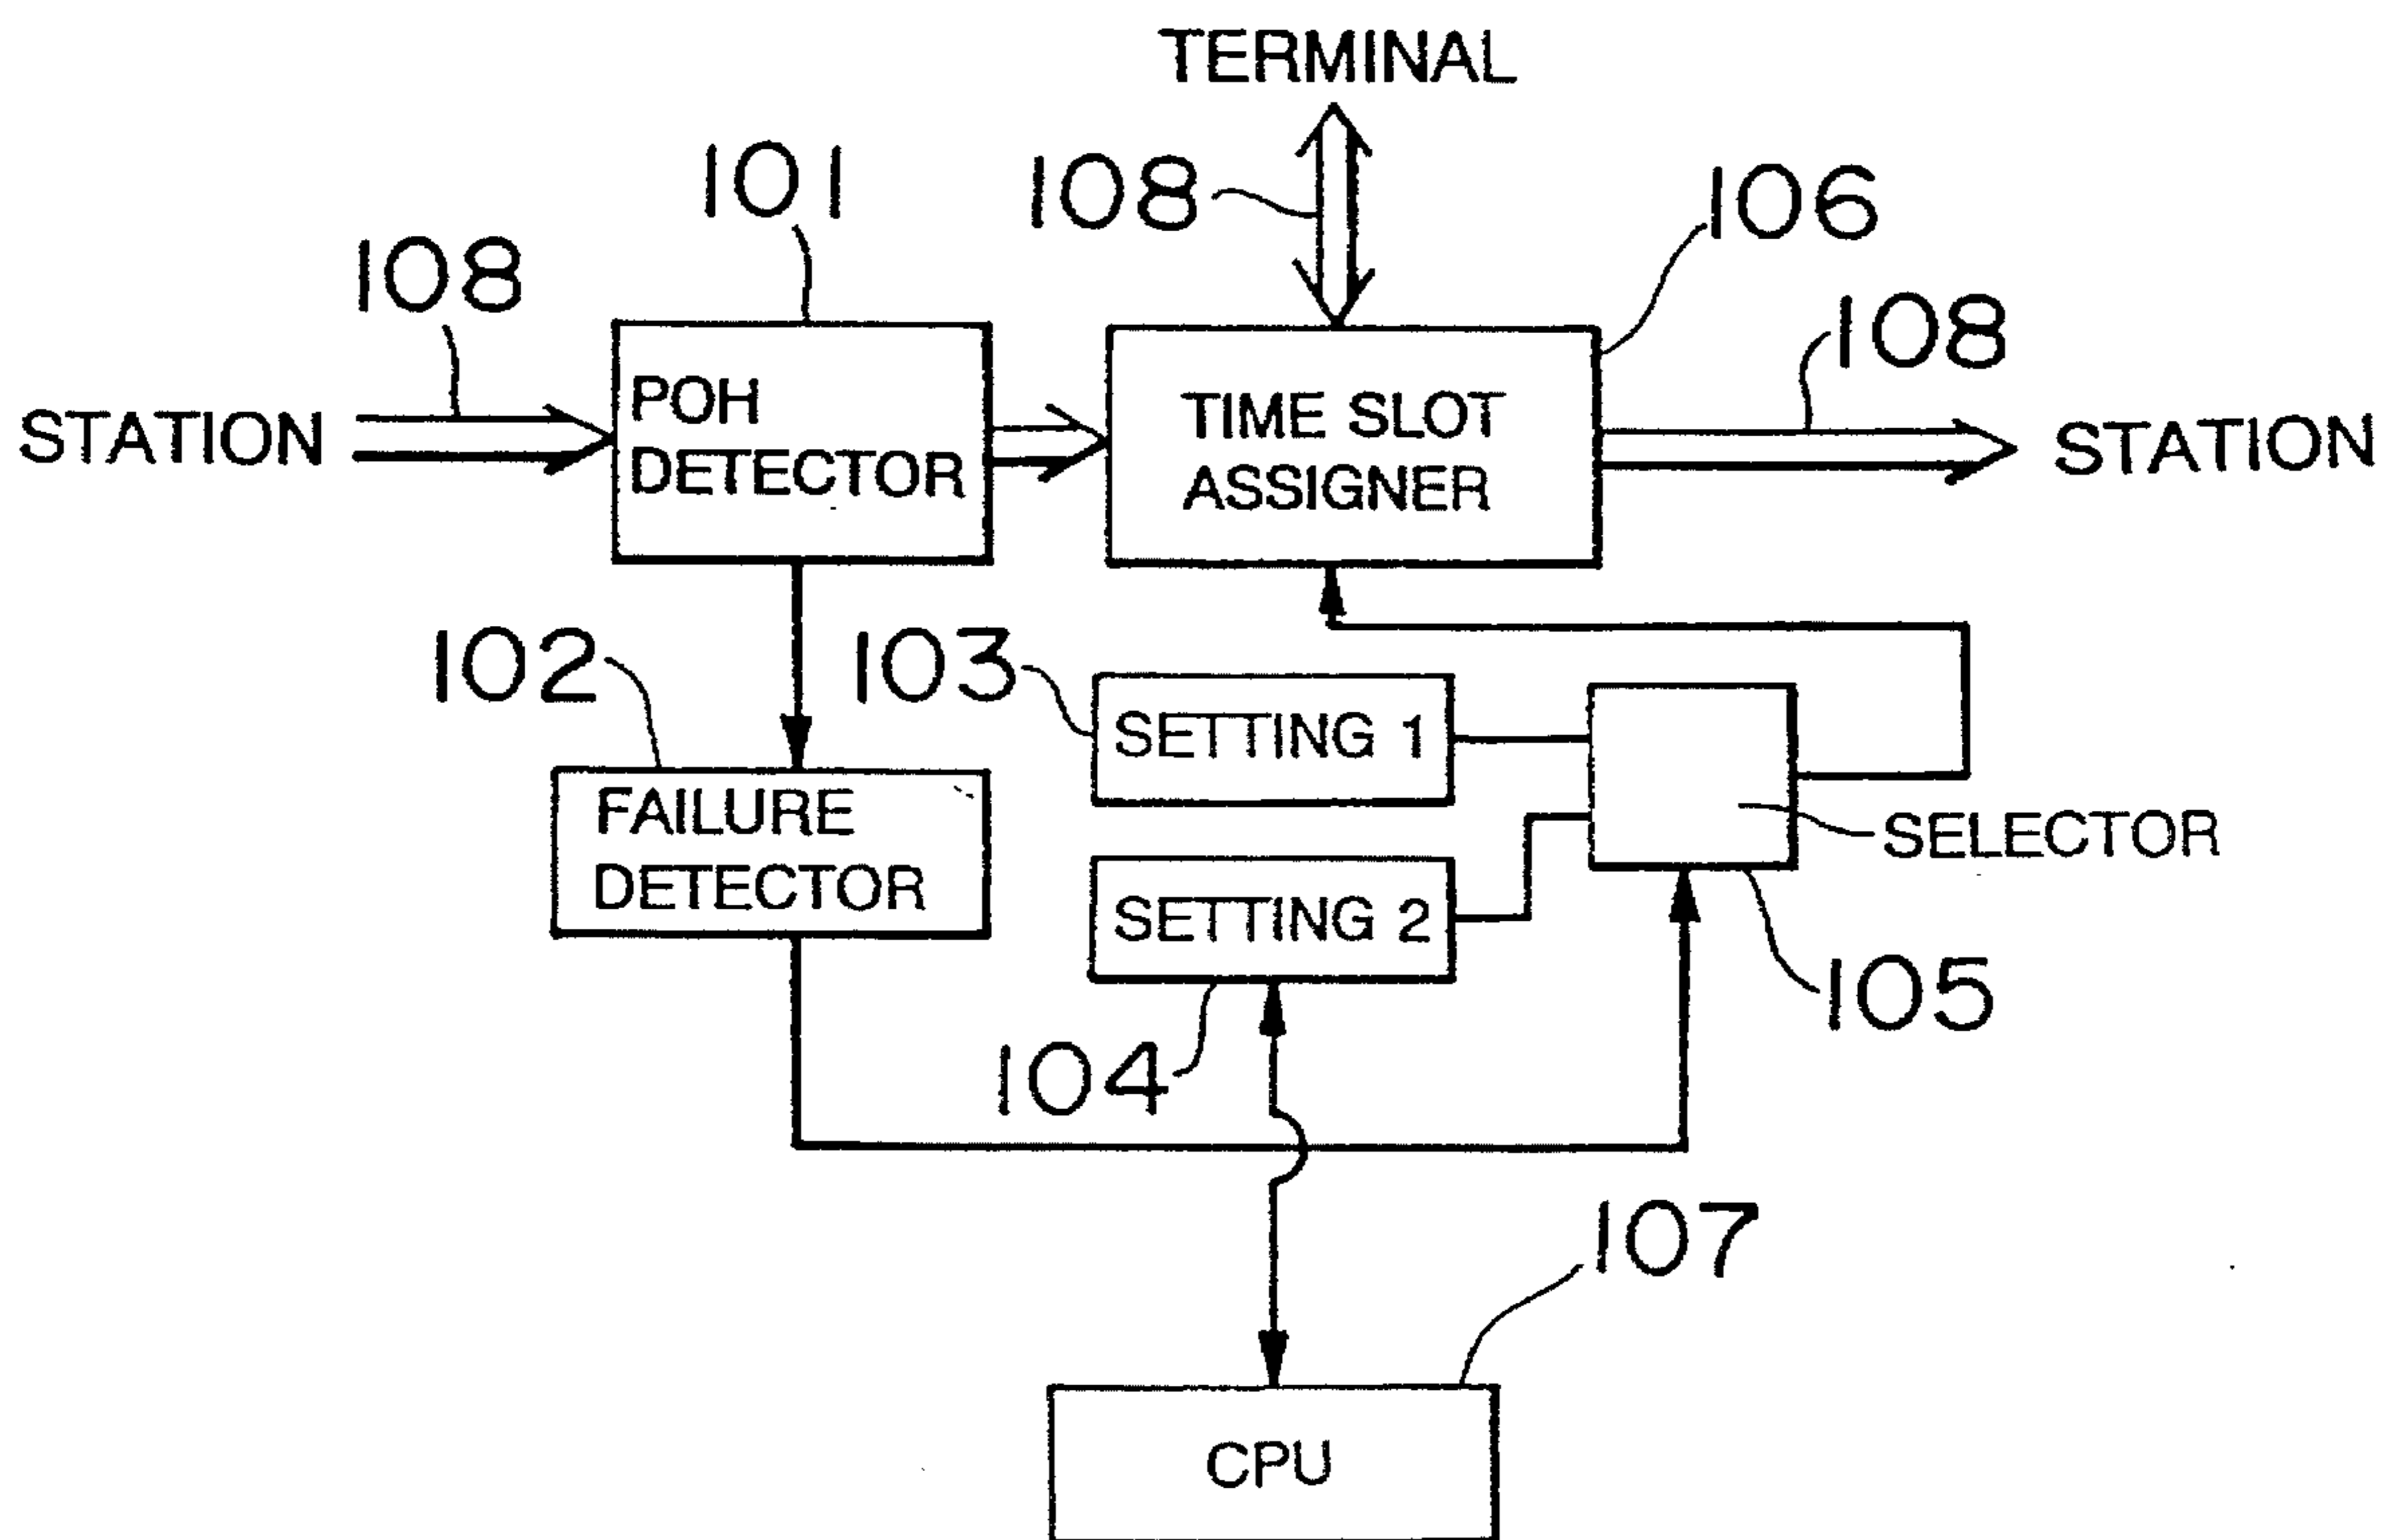 TERMINAL
101
108
106
108
108
STATION
POH
DETECTOR
TIME SLOT
ASSIGNER
STATION
102
103
SETTING 1
FAILURE
DETECTOR
SELECTOR
SETTING 2
105
104
107
CPU